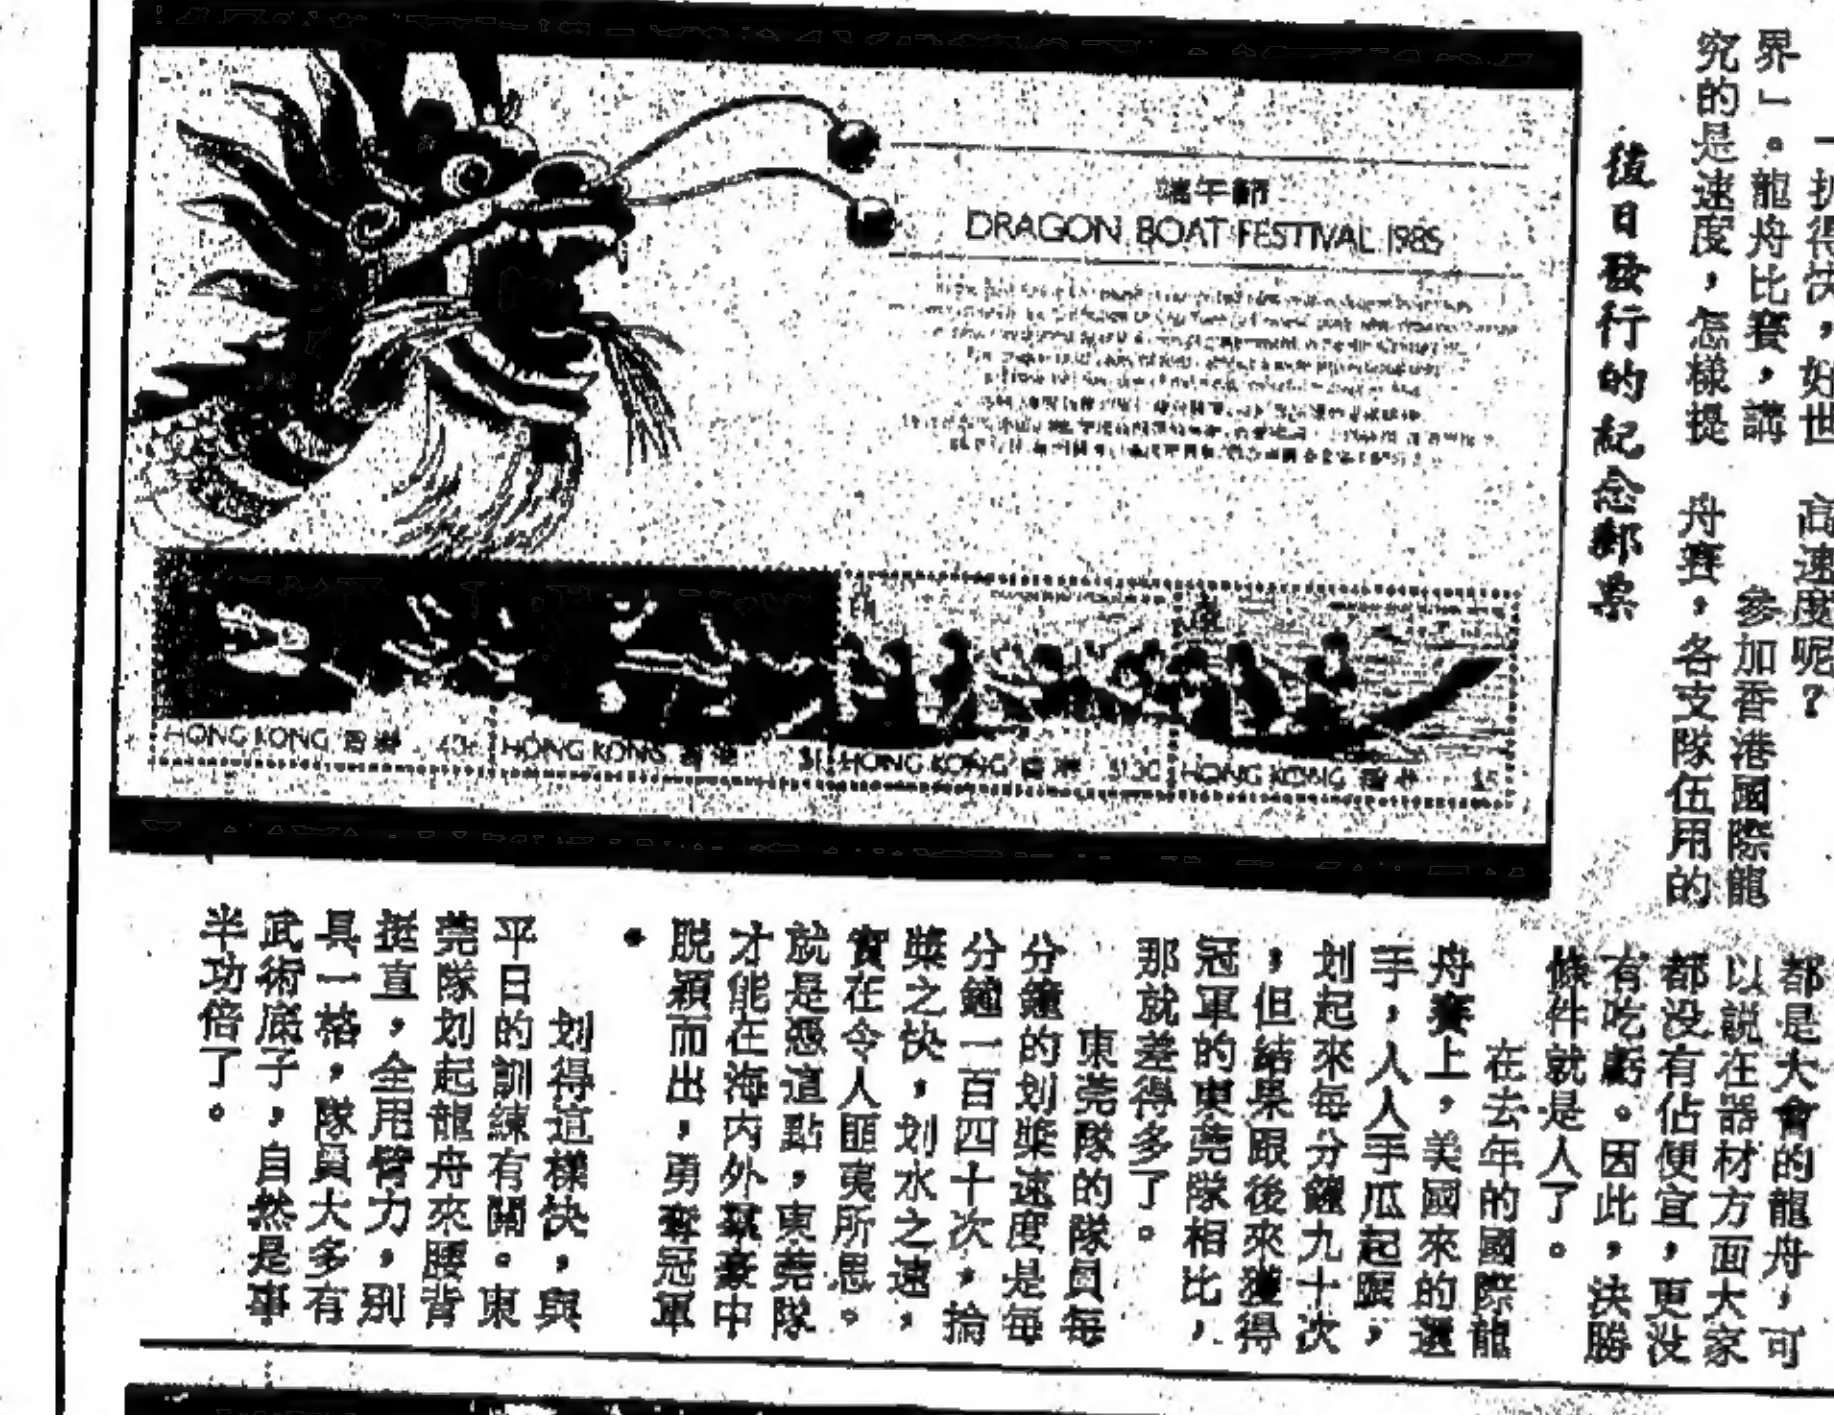 一扒得决，好世
界」。龍舟比賽，講
究的是速度，怎樣提
高速度呢？
參加香港國際龍
舟賽，各支隊伍用的
都是大會的龍舟，可
以説在器材方面大家
都没有佔便宜，更没
有吃虧。因此，決勝
條件就是人了。
在去年的國際龍
舟賽上，美國來的選
手，人人手瓜起𦟌，
划起來每分鐘九十次
，但結果跟後來獲得
冠軍的東莞隊相比，
那就差得多了。
東莞隊的隊員每
分鐘的划槳速度是每
分鐘一百四十次，掄
槳之快，划水之速，
實在令人匪夷所思。
就是憑這點，東莞隊
才能在海内外羣豪中
脱穎而出，勇奪冠軍
。
划得這樣快，與
平日的訓練有關。東
莞隊划起龍舟來腰背
挺直，全用臂力，别
具一格，隊員大多有
武術底子，自然是事
半功倍了。
後日發行的紀念郵票
端午節
DRAGON BOAT FESTIVAL 1985
HONG KONG 香港
HONG KONG 香港 $1
HONG KONG 香港 $1.30
HONG KONG 香港 $5